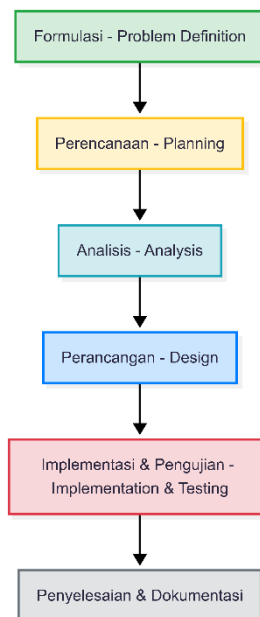 Formulasi - Problem Definition
Perencanaan - Planning
Analisis - Analysis
Perancangan - Design
Implementasi & Pengujian -
Implementation & Testing
Penyelesaian & Dokumentasi